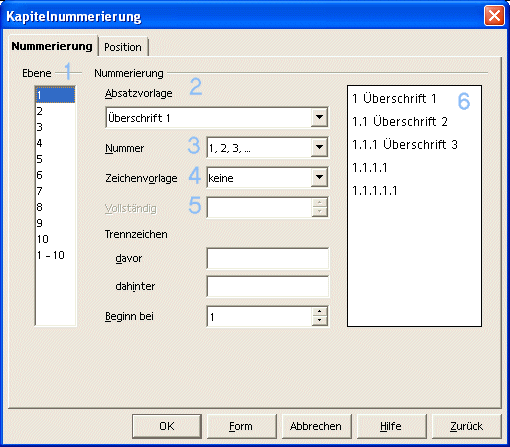 Kapitelnummerierung
Nummerierung Position
Ebene 1 Nummerierung
1
2
3
4
5
6
7
8
9
10
1 - 10
Absatzvorlage 2
Überschrift 1
Nummer 3 1, 2, 3, ...
Zeichenvorlage 4 keine
Vollständig 5
Trennzeichen
davor
dahinter
Beginn bei 1
6
1 Überschrift 1
1.1 Überschrift 2
1.1.1 Überschrift 3
1.1.1.1
1.1.1.1.1
OK Form Abbrechen Hilfe Zurück